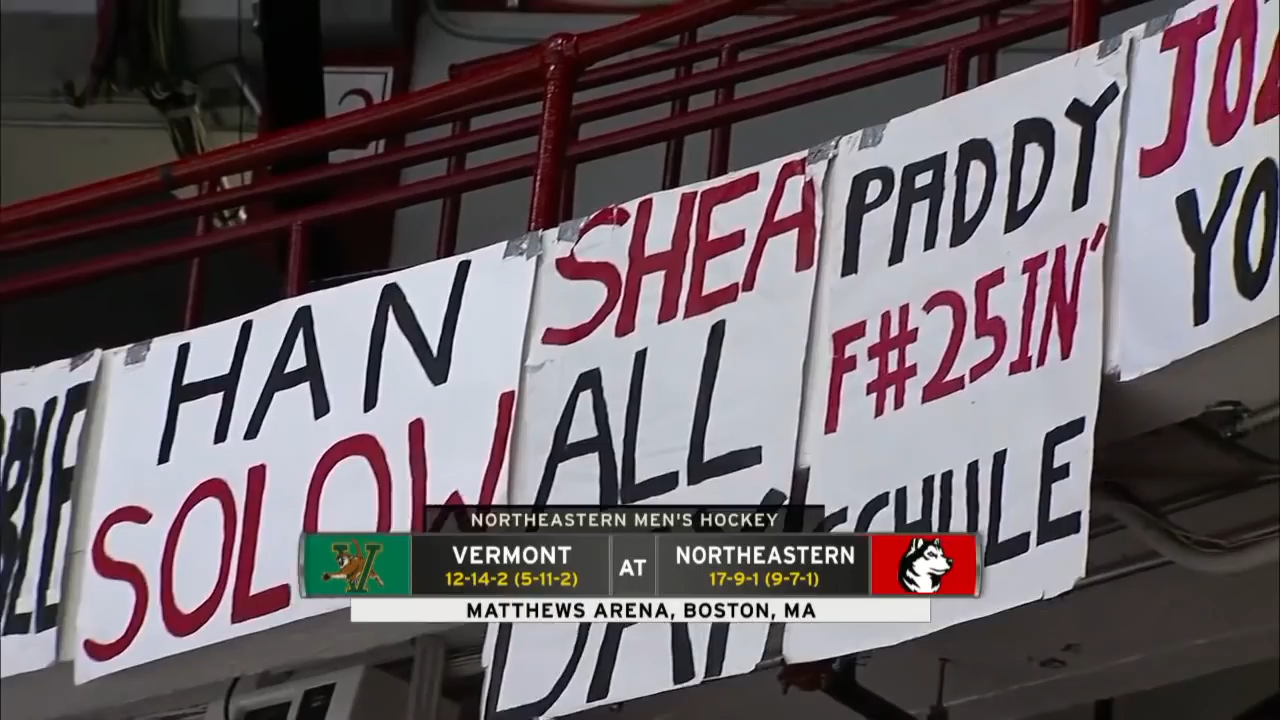 HAN
SOLOW
SHEA
ALL
DAY
PADDY
F#25IN'
SCHULE
YO
NORTHEASTERN MEN'S HOCKEY
VERMONT
12-14-2 (5-11-2)
AT
NORTHEASTERN
17-9-1 (9-7-1)
MATTHEWS ARENA, BOSTON, MA